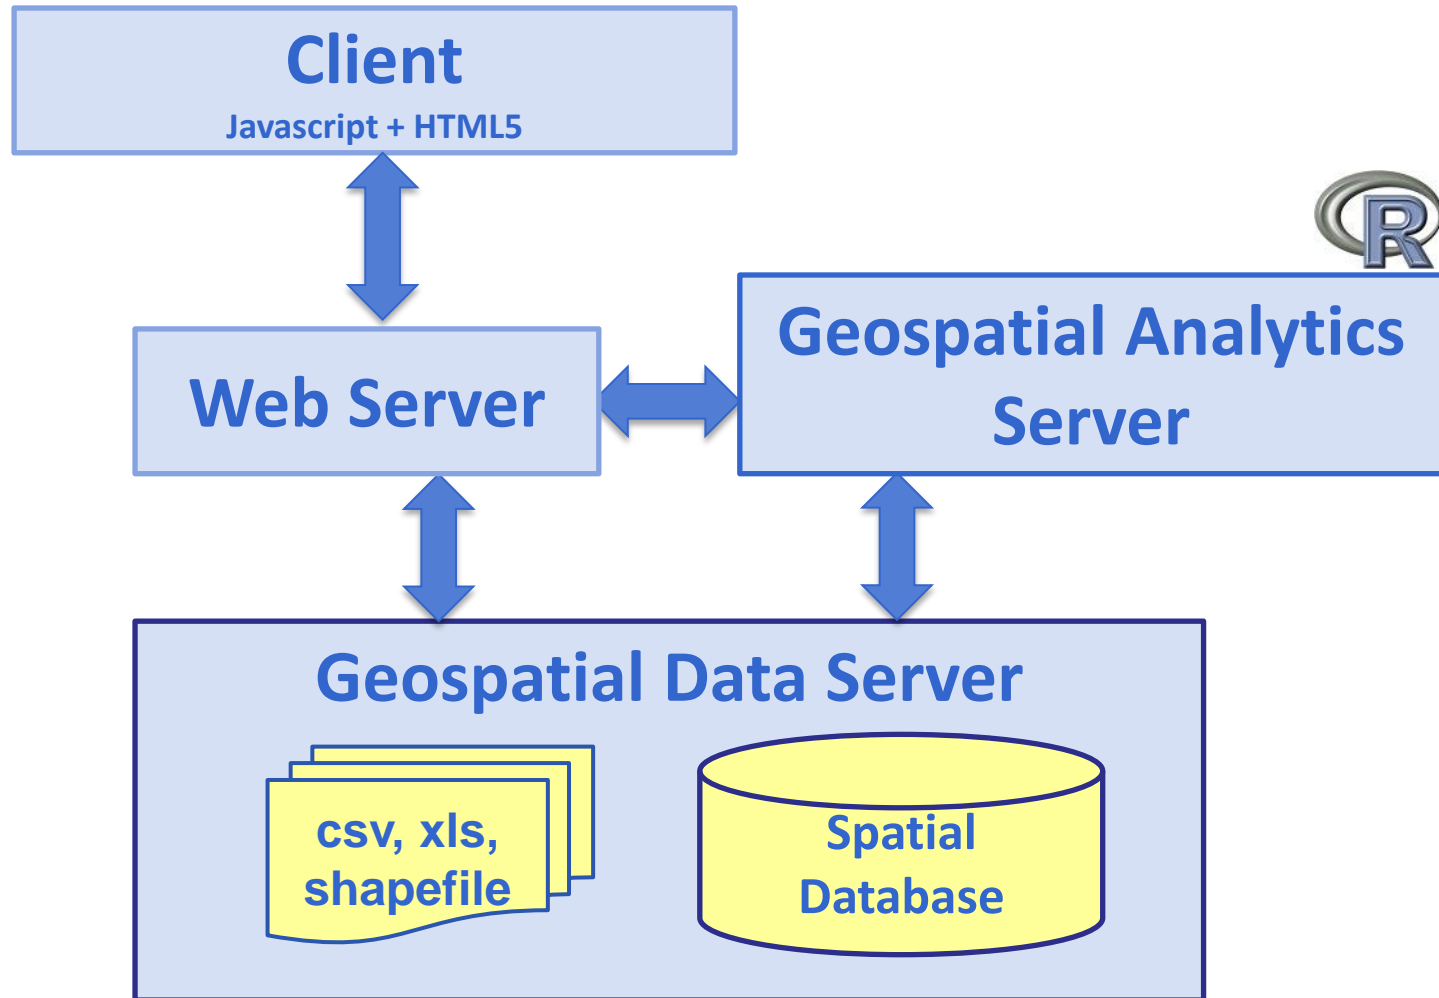 Client
Javascript + HTML5
R
Web Server
Geospatial Analytics
Server
Geospatial Data Server
csv, xls,
shapefile
Spatial
Database